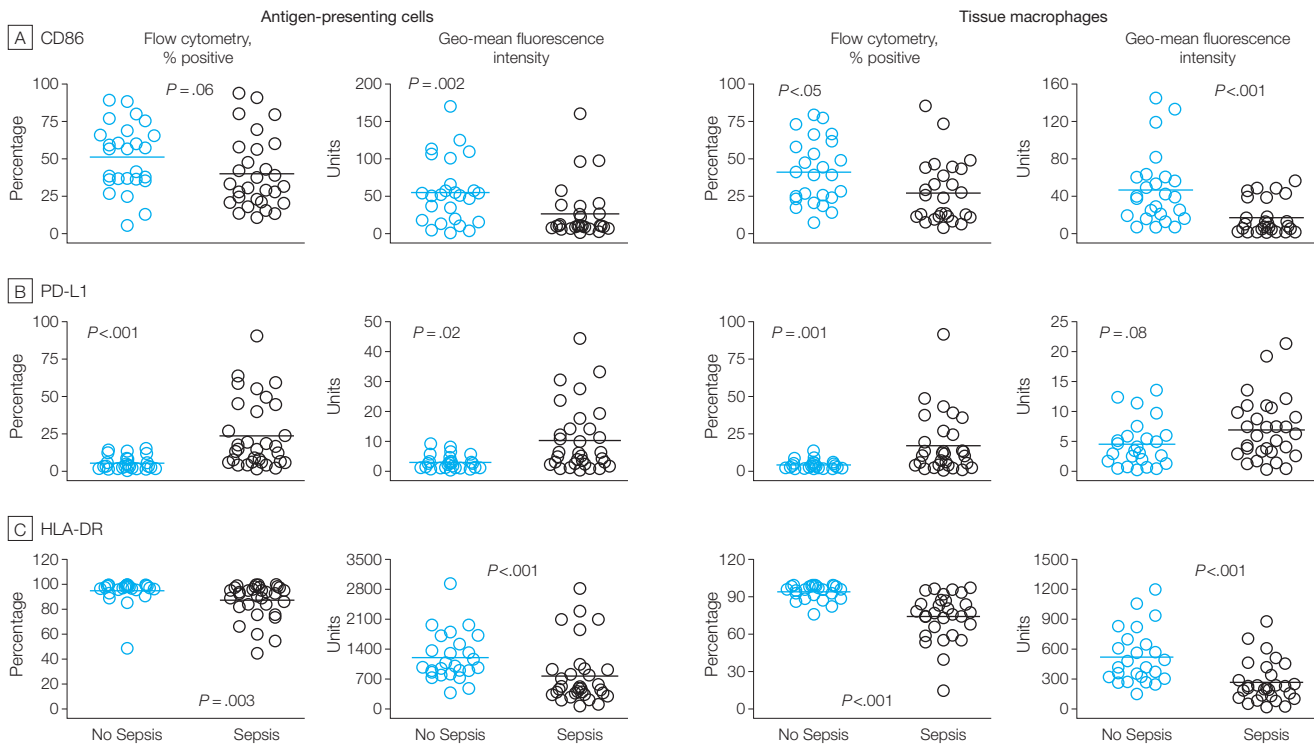 Antigen-presenting cells
Tissue macrophages
A CD86
Flow cytometry,
% positive
Geo-mean fluorescence
intensity
Flow cytometry,
% positive
Geo-mean fluorescence
intensity
Percentage
100
75
50
25
0
P = .06
Units
200
150
100
50
0
P = .002
Percentage
100
75
50
25
0
P<.05
Units
160
120
80
40
0
P<.001
B PD-L1
Percentage
100
75
50
25
0
P<.001
Units
50
40
30
20
10
0
P = .02
Percentage
100
75
50
25
0
P = .001
Units
25
20
15
10
5
0
P = .08
C HLA-DR
Percentage
120
100
80
60
40
20
0
P = .003
No Sepsis
Sepsis
Units
3500
2800
2100
1400
700
0
P<.001
No Sepsis
Sepsis
Percentage
120
90
60
30
0
P<.001
No Sepsis
Sepsis
Units
1500
1200
900
600
300
0
P<.001
No Sepsis
Sepsis